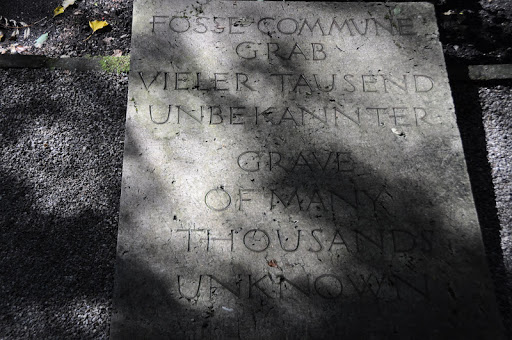 FOSSE COMMUNE
GRAB
VIELER TAUSEND
UNBEKANNTER
GRAVE
OF MANY
THOUSANDS
UNKNOWN